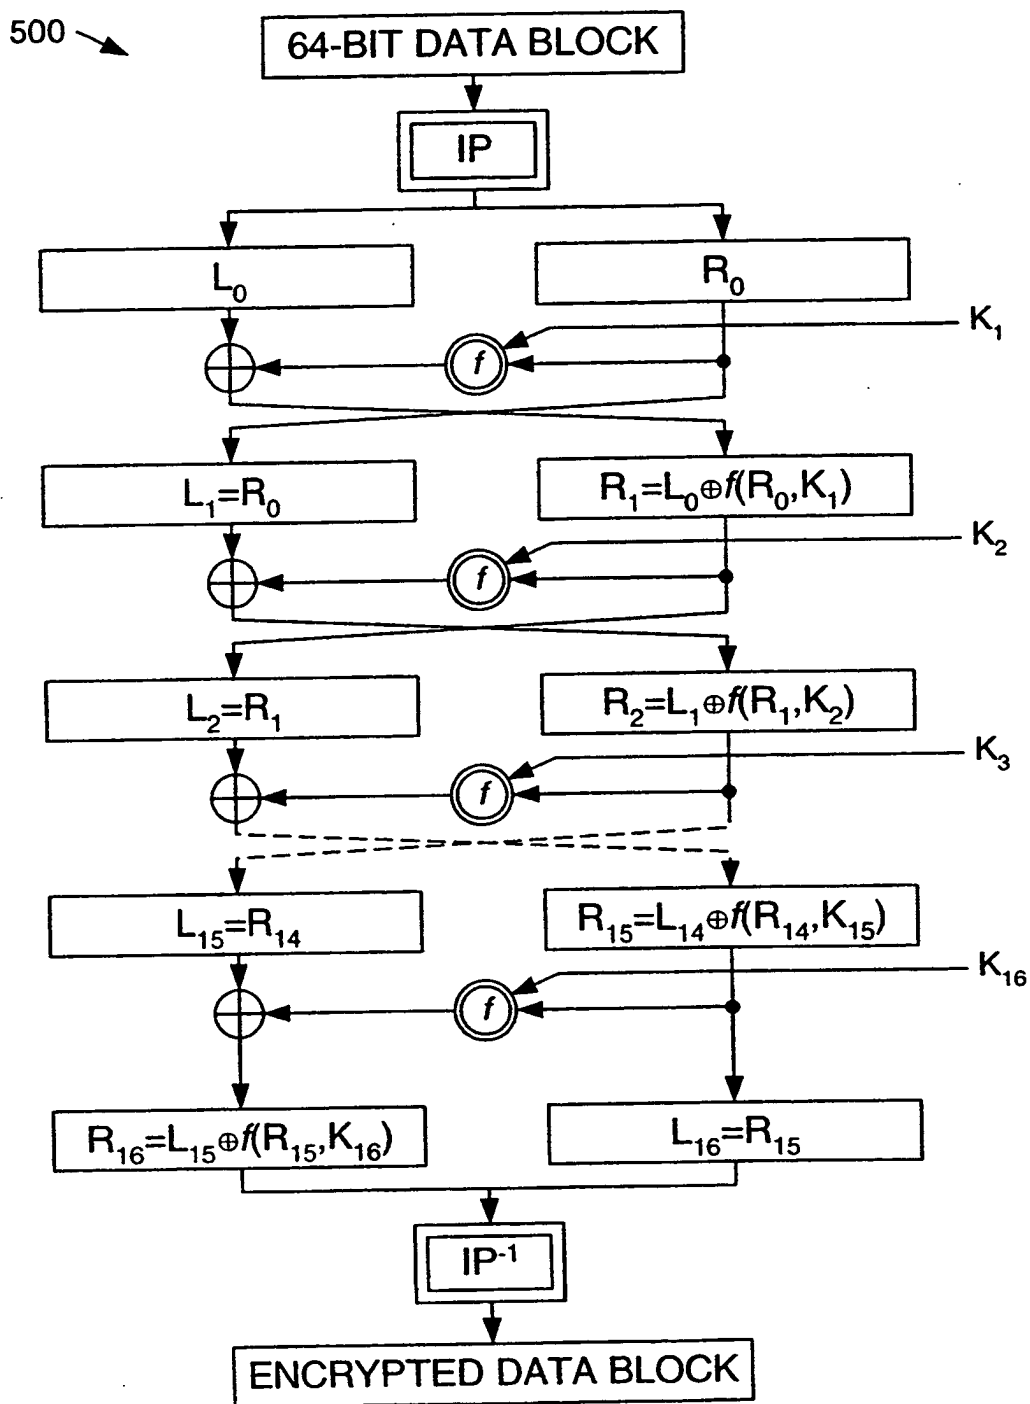 500
64-BIT DATA BLOCK
IP
L₀
R₀
K₁
f
L₁=R₀
R₁=L₀⊕f(R₀,K₁)
K₂
f
L₂=R₁
R₂=L₁⊕f(R₁,K₂)
K₃
f
L₁₅=R₁₄
R₁₅=L₁₄⊕f(R₁₄,K₁₅)
K₁₆
f
R₁₆=L₁₅⊕f(R₁₅,K₁₆)
L₁₆=R₁₅
IP⁻¹
ENCRYPTED DATA BLOCK